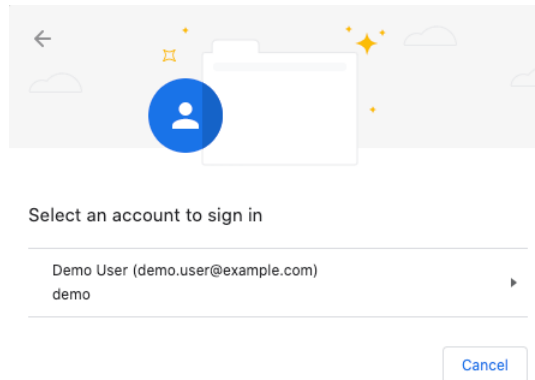 Select an account to sign in
Demo User (demo.user@example.com)
demo
Cancel